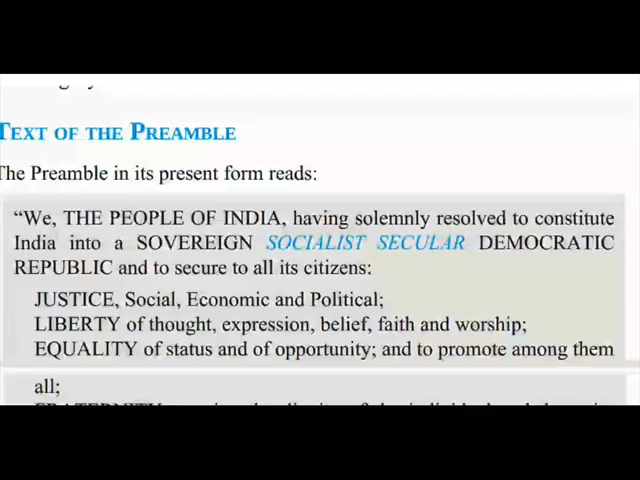 TEXT OF THE PREAMBLE
The Preamble in its present form reads:
“We, THE PEOPLE OF INDIA, having solemnly resolved to constitute
India into a SOVEREIGN SOCIALIST SECULAR DEMOCRATIC
REPUBLIC and to secure to all its citizens:
JUSTICE, Social, Economic and Political;
LIBERTY of thought, expression, belief, faith and worship;
EQUALITY of status and of opportunity; and to promote among them
all;